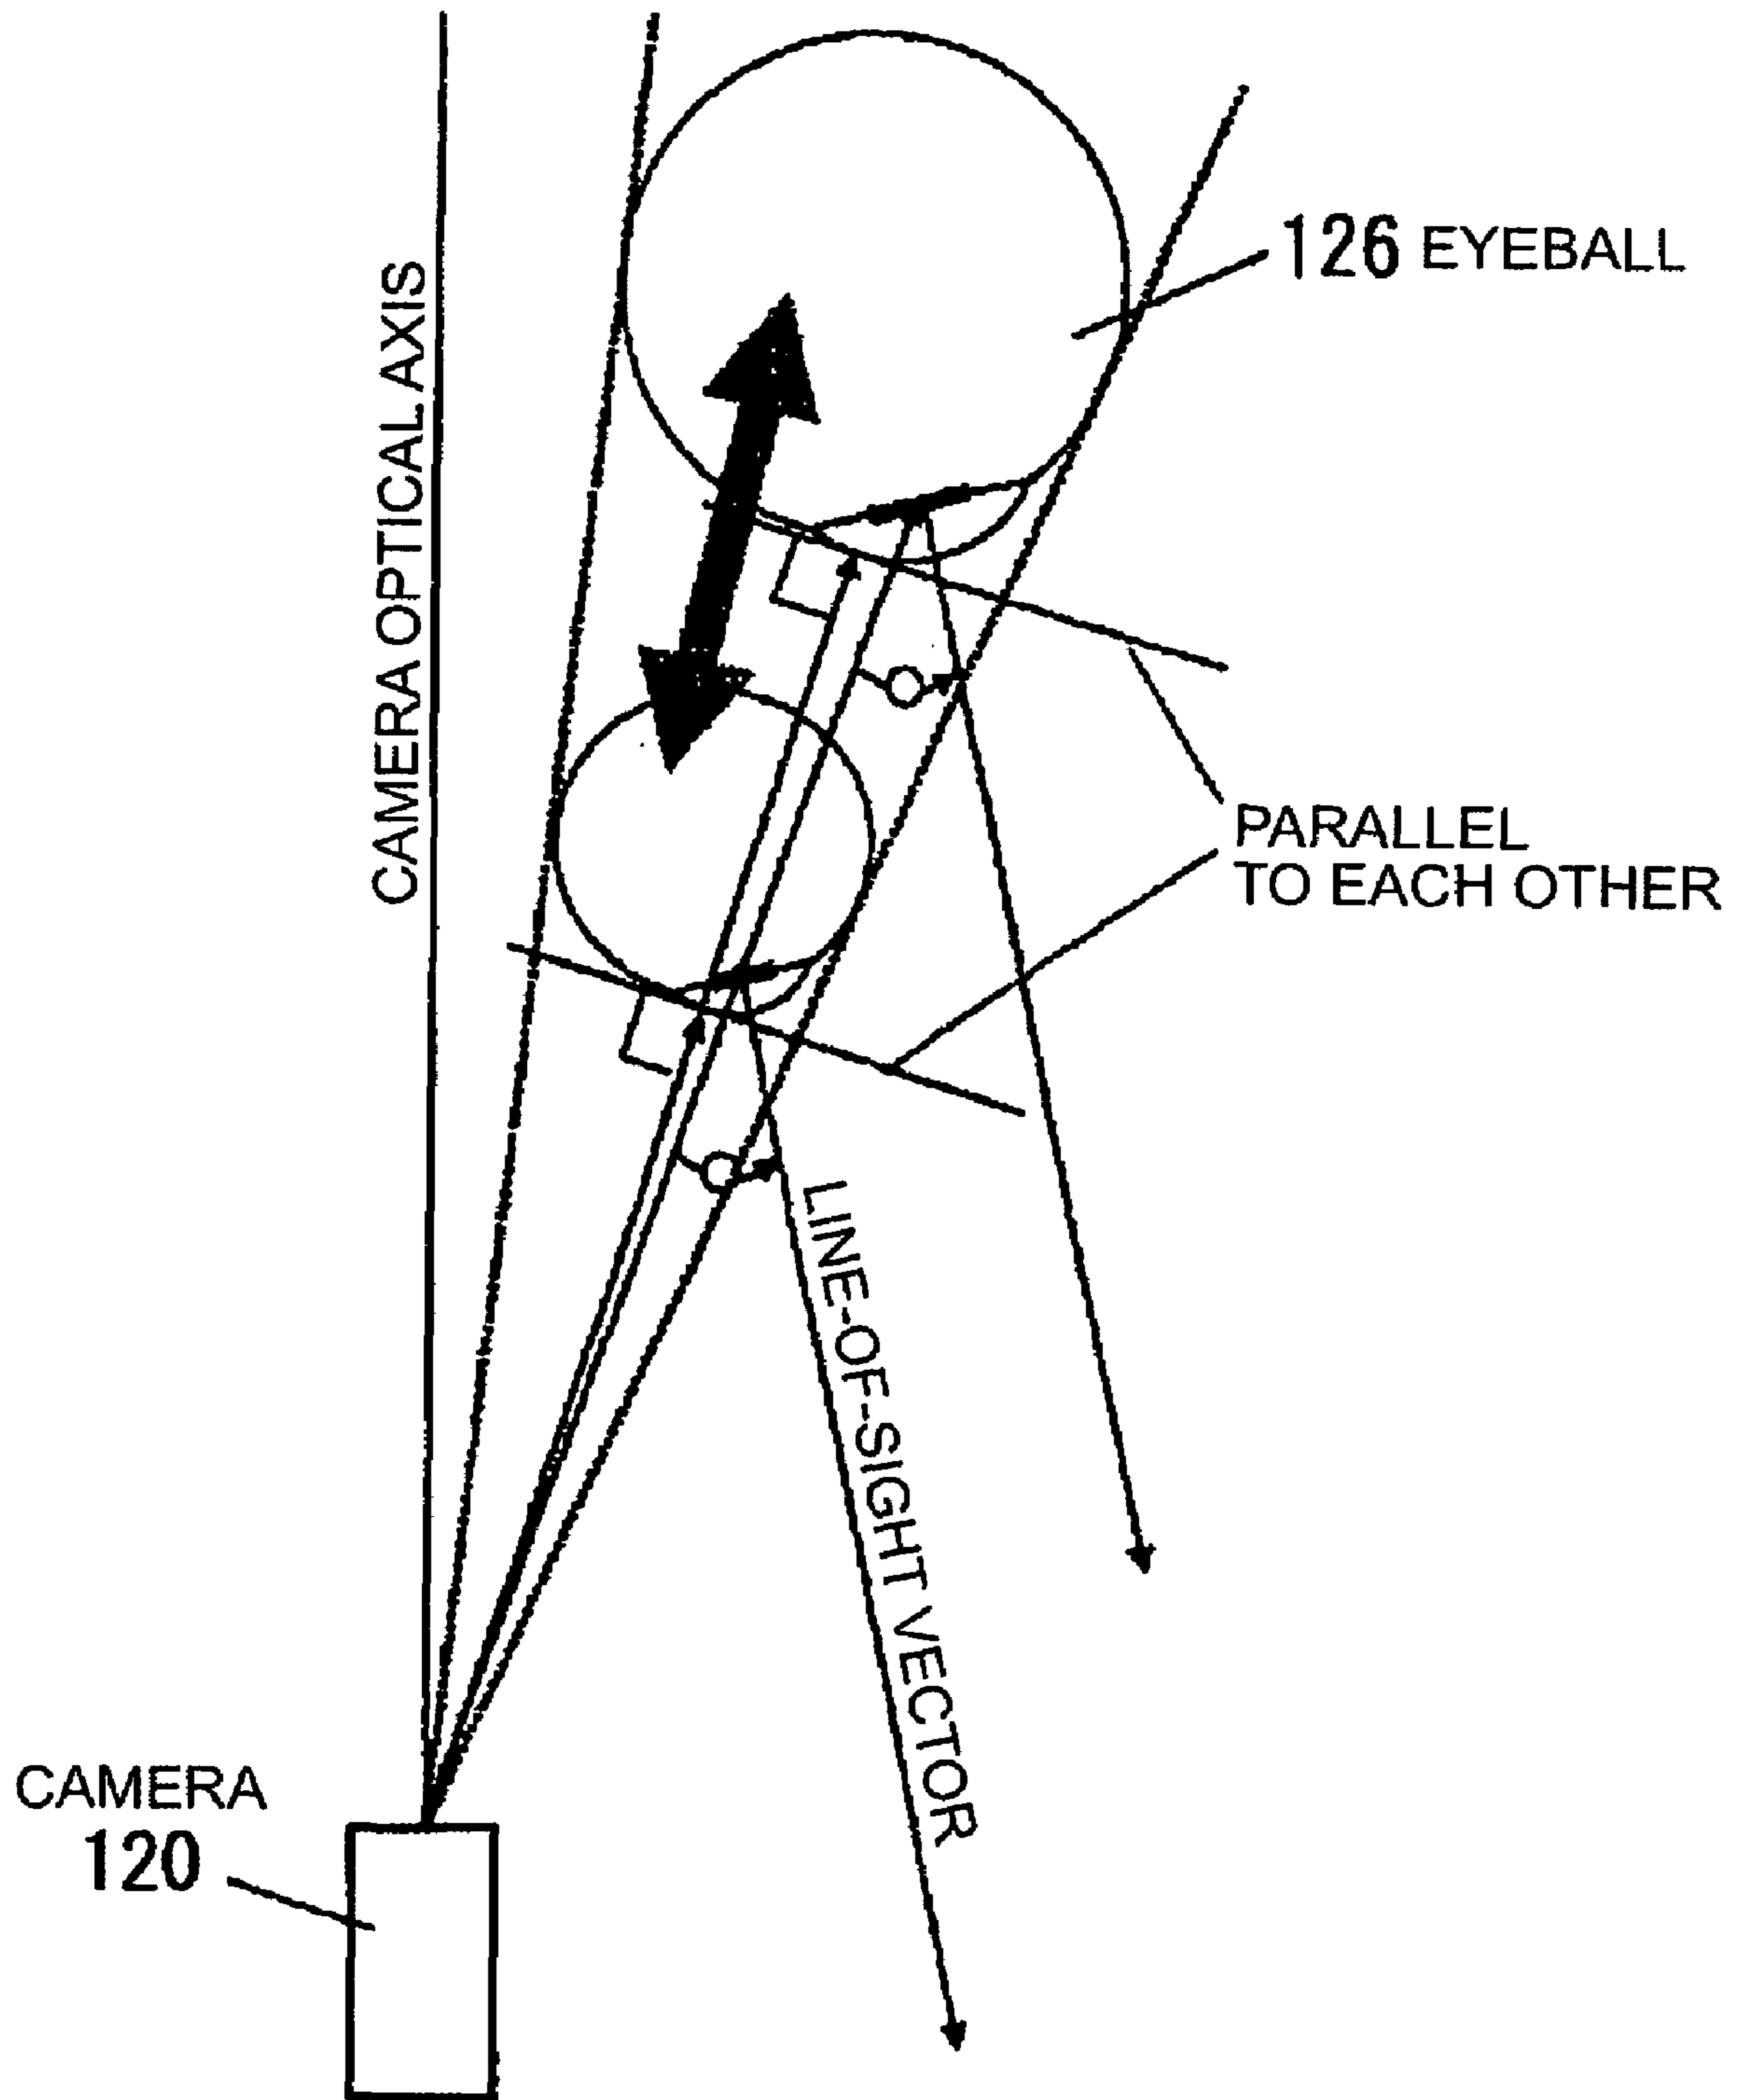 126 EYEBALL
CAMERA OPTICAL AXIS
PARALLEL
TO EACH OTHER
LINE-OF-SIGHT VECTOR
CAMERA
120